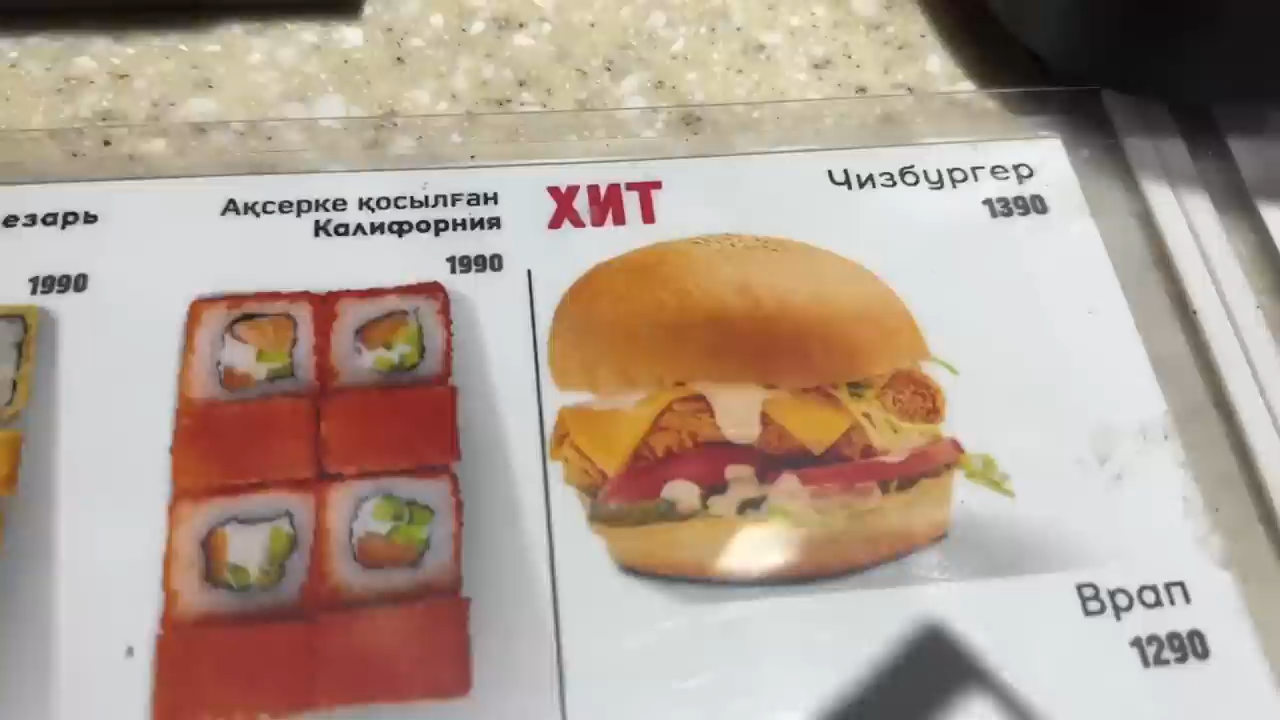 езарь
1990
Ақсерке қосылған
Калифорния
1990
ХИТ
Чизбургер
1390
Врап
1290